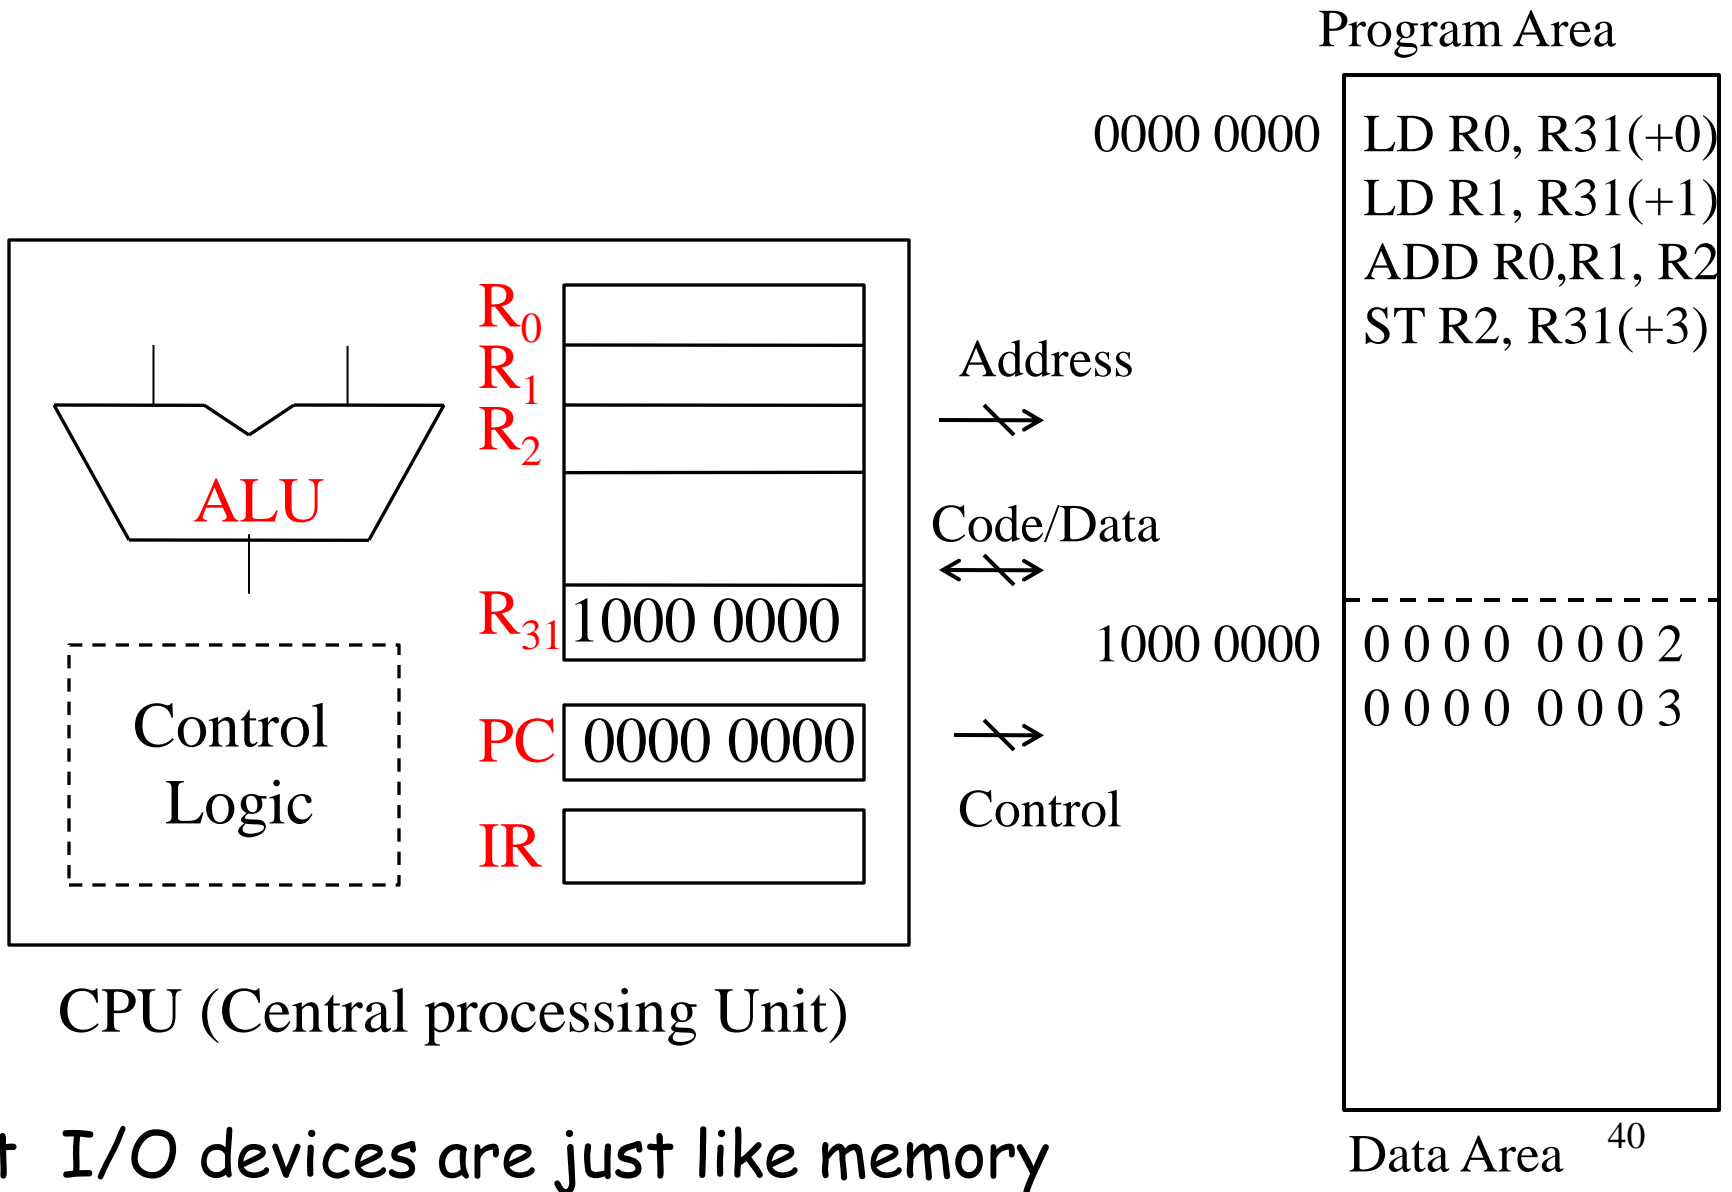 Program Area
0000 0000
LD R0, R31(+0)
LD R1, R31(+1)
ADD R0,R1, R2
ST R2, R31(+3)
R0
R1
R2
ALU
R31 1000 0000
Control
Logic
PC 0000 0000
IR
Address
Code/Data
Control
1000 0000
0 0 0 0 0 0 0 2
0 0 0 0 0 0 0 3
CPU (Central processing Unit)
I/O devices are just like memory
Data Area
40